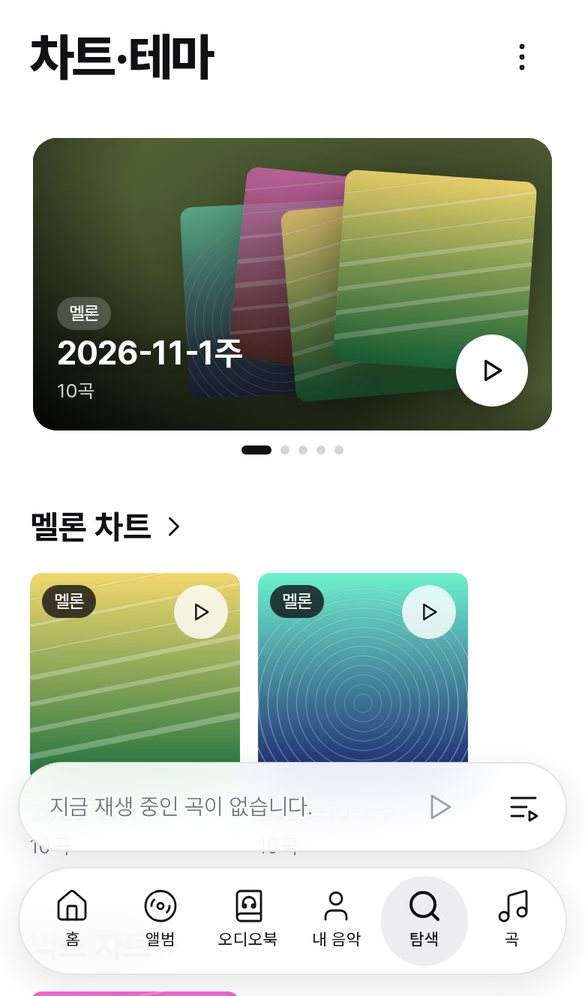 차트·테마
멜론
2026-11-1주
10곡
멜론 차트
멜론
멜론
지금 재생 중인 곡이 없습니다.
10곡
10곡
홈
앨범
오디오북
내 음악
탐색
곡